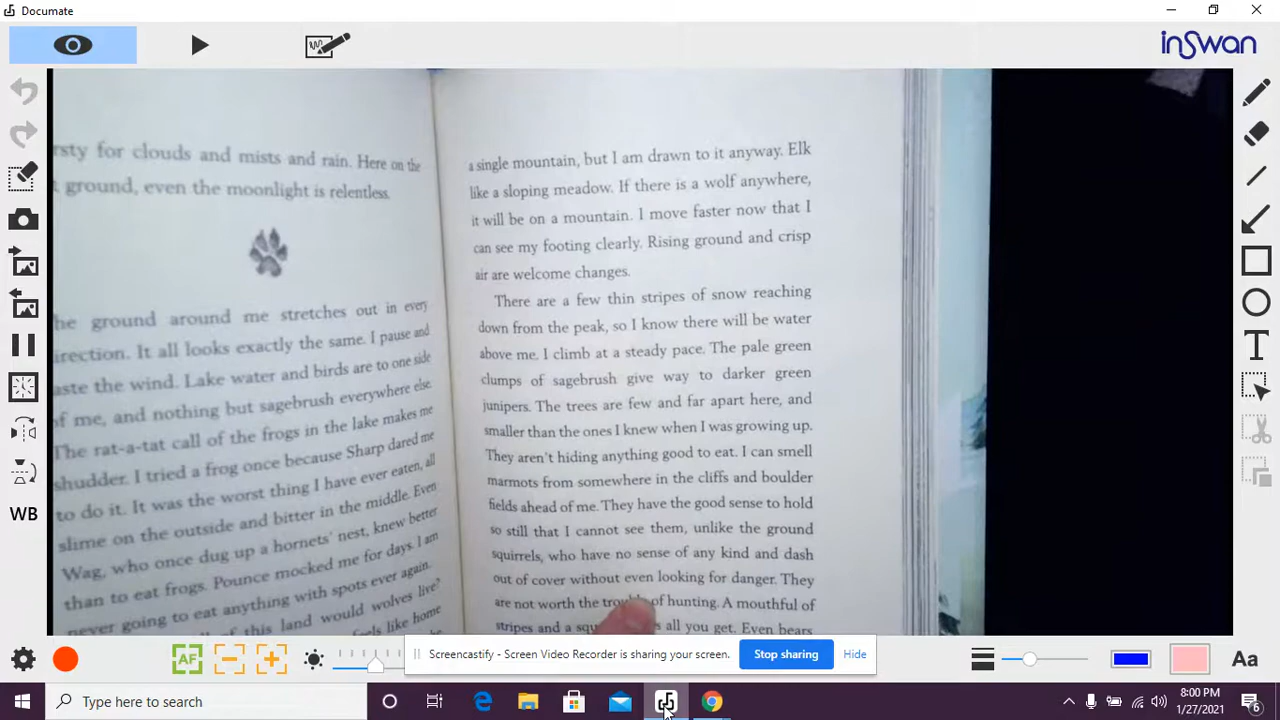 Documate
inSwan
rsty for clouds and mists and rain. Here on the
ground, even the moonlight is relentless.
he ground around me stretches out in every
irection. It all looks exactly the same. I pause and
aste the wind. Lake water and birds are to one side
of me, and nothing but sagebrush everywhere else.
The rat-a-tat call of the frogs in the lake makes me
shudder. I tried a frog once because Sharp dared me
to do it. It was the worst thing I have ever eaten, all
slime on the outside and bitter in the middle. Even
Wag, who once dug up a hornets' nest, knew better
than to eat frogs. Pounce mocked me for days. I am
never going to eat anything with spots ever again.
of this land would wolves live?
feels like home
a single mountain, but I am drawn to it anyway. Elk
like a sloping meadow. If there is a wolf anywhere,
it will be on a mountain. I move faster now that I
can see my footing clearly. Rising ground and crisp
air are welcome changes.
There are a few thin stripes of snow reaching
down from the peak, so I know there will be water
above me. I climb at a steady pace. The pale green
clumps of sagebrush give way to darker green
junipers. The trees are few and far apart here, and
smaller than the ones I knew when I was growing up.
They aren't hiding anything good to eat. I can smell
marmots from somewhere in the cliffs and boulder
fields ahead of me. They have the good sense to hold
so still that I cannot see them, unlike the ground
squirrels, who have no sense of any kind and dash
out of cover without even looking for danger. They
are not worth the trouble of hunting. A mouthful of
stripes and a all you get. Even bears
T
WB
AF
Screencastify - Screen Video Recorder is sharing your screen.
Stop sharing
Hide
Aa
Type here to search
8:00 PM
1/27/2021
6